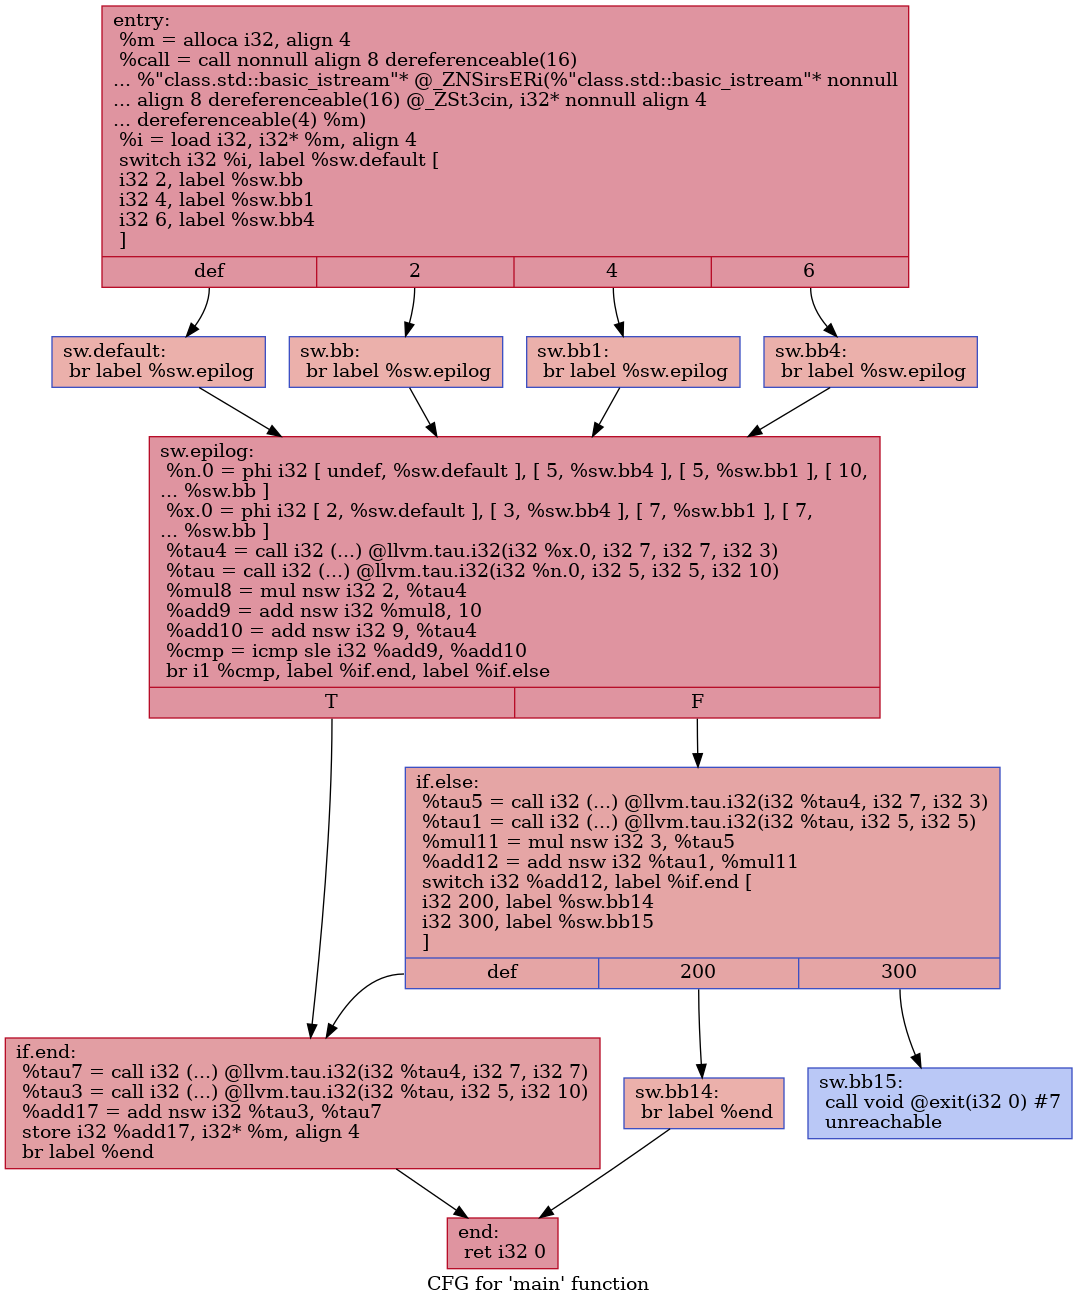 entry:
%m = alloca i32, align 4
%call = call nonnull align 8 dereferenceable(16)
... %"class.std::basic_istream"* @_ZNSirsERi(%"class.std::basic_istream"* nonnull
... align 8 dereferenceable(16) @_ZSt3cin, i32* nonnull align 4
... dereferenceable(4) %m)
%i = load i32, i32* %m, align 4
switch i32 %i, label %sw.default [
i32 2, label %sw.bb
i32 4, label %sw.bb1
i32 6, label %sw.bb4
]
def 2 4 6
sw.default:
br label %sw.epilog
sw.bb:
br label %sw.epilog
sw.bb1:
br label %sw.epilog
sw.bb4:
br label %sw.epilog
sw.epilog:
%n.0 = phi i32 [ undef, %sw.default ], [ 5, %sw.bb4 ], [ 5, %sw.bb1 ], [ 10,
... %sw.bb ]
%x.0 = phi i32 [ 2, %sw.default ], [ 3, %sw.bb4 ], [ 7, %sw.bb1 ], [ 7,
... %sw.bb ]
%tau4 = call i32 (...) @llvm.tau.i32(i32 %x.0, i32 7, i32 7, i32 3)
%tau = call i32 (...) @llvm.tau.i32(i32 %n.0, i32 5, i32 5, i32 10)
%mul8 = mul nsw i32 2, %tau4
%add9 = add nsw i32 %mul8, 10
%add10 = add nsw i32 9, %tau4
%cmp = icmp sle i32 %add9, %add10
br i1 %cmp, label %if.end, label %if.else
T F
if.else:
%tau5 = call i32 (...) @llvm.tau.i32(i32 %tau4, i32 7, i32 3)
%tau1 = call i32 (...) @llvm.tau.i32(i32 %tau, i32 5, i32 5)
%mul11 = mul nsw i32 3, %tau5
%add12 = add nsw i32 %tau1, %mul11
switch i32 %add12, label %if.end [
i32 200, label %sw.bb14
i32 300, label %sw.bb15
]
def 200 300
if.end:
%tau7 = call i32 (...) @llvm.tau.i32(i32 %tau4, i32 7, i32 7)
%tau3 = call i32 (...) @llvm.tau.i32(i32 %tau, i32 5, i32 10)
%add17 = add nsw i32 %tau3, %tau7
store i32 %add17, i32* %m, align 4
br label %end
sw.bb14:
br label %end
sw.bb15:
call void @exit(i32 0) #7
unreachable
end:
ret i32 0
CFG for 'main' function